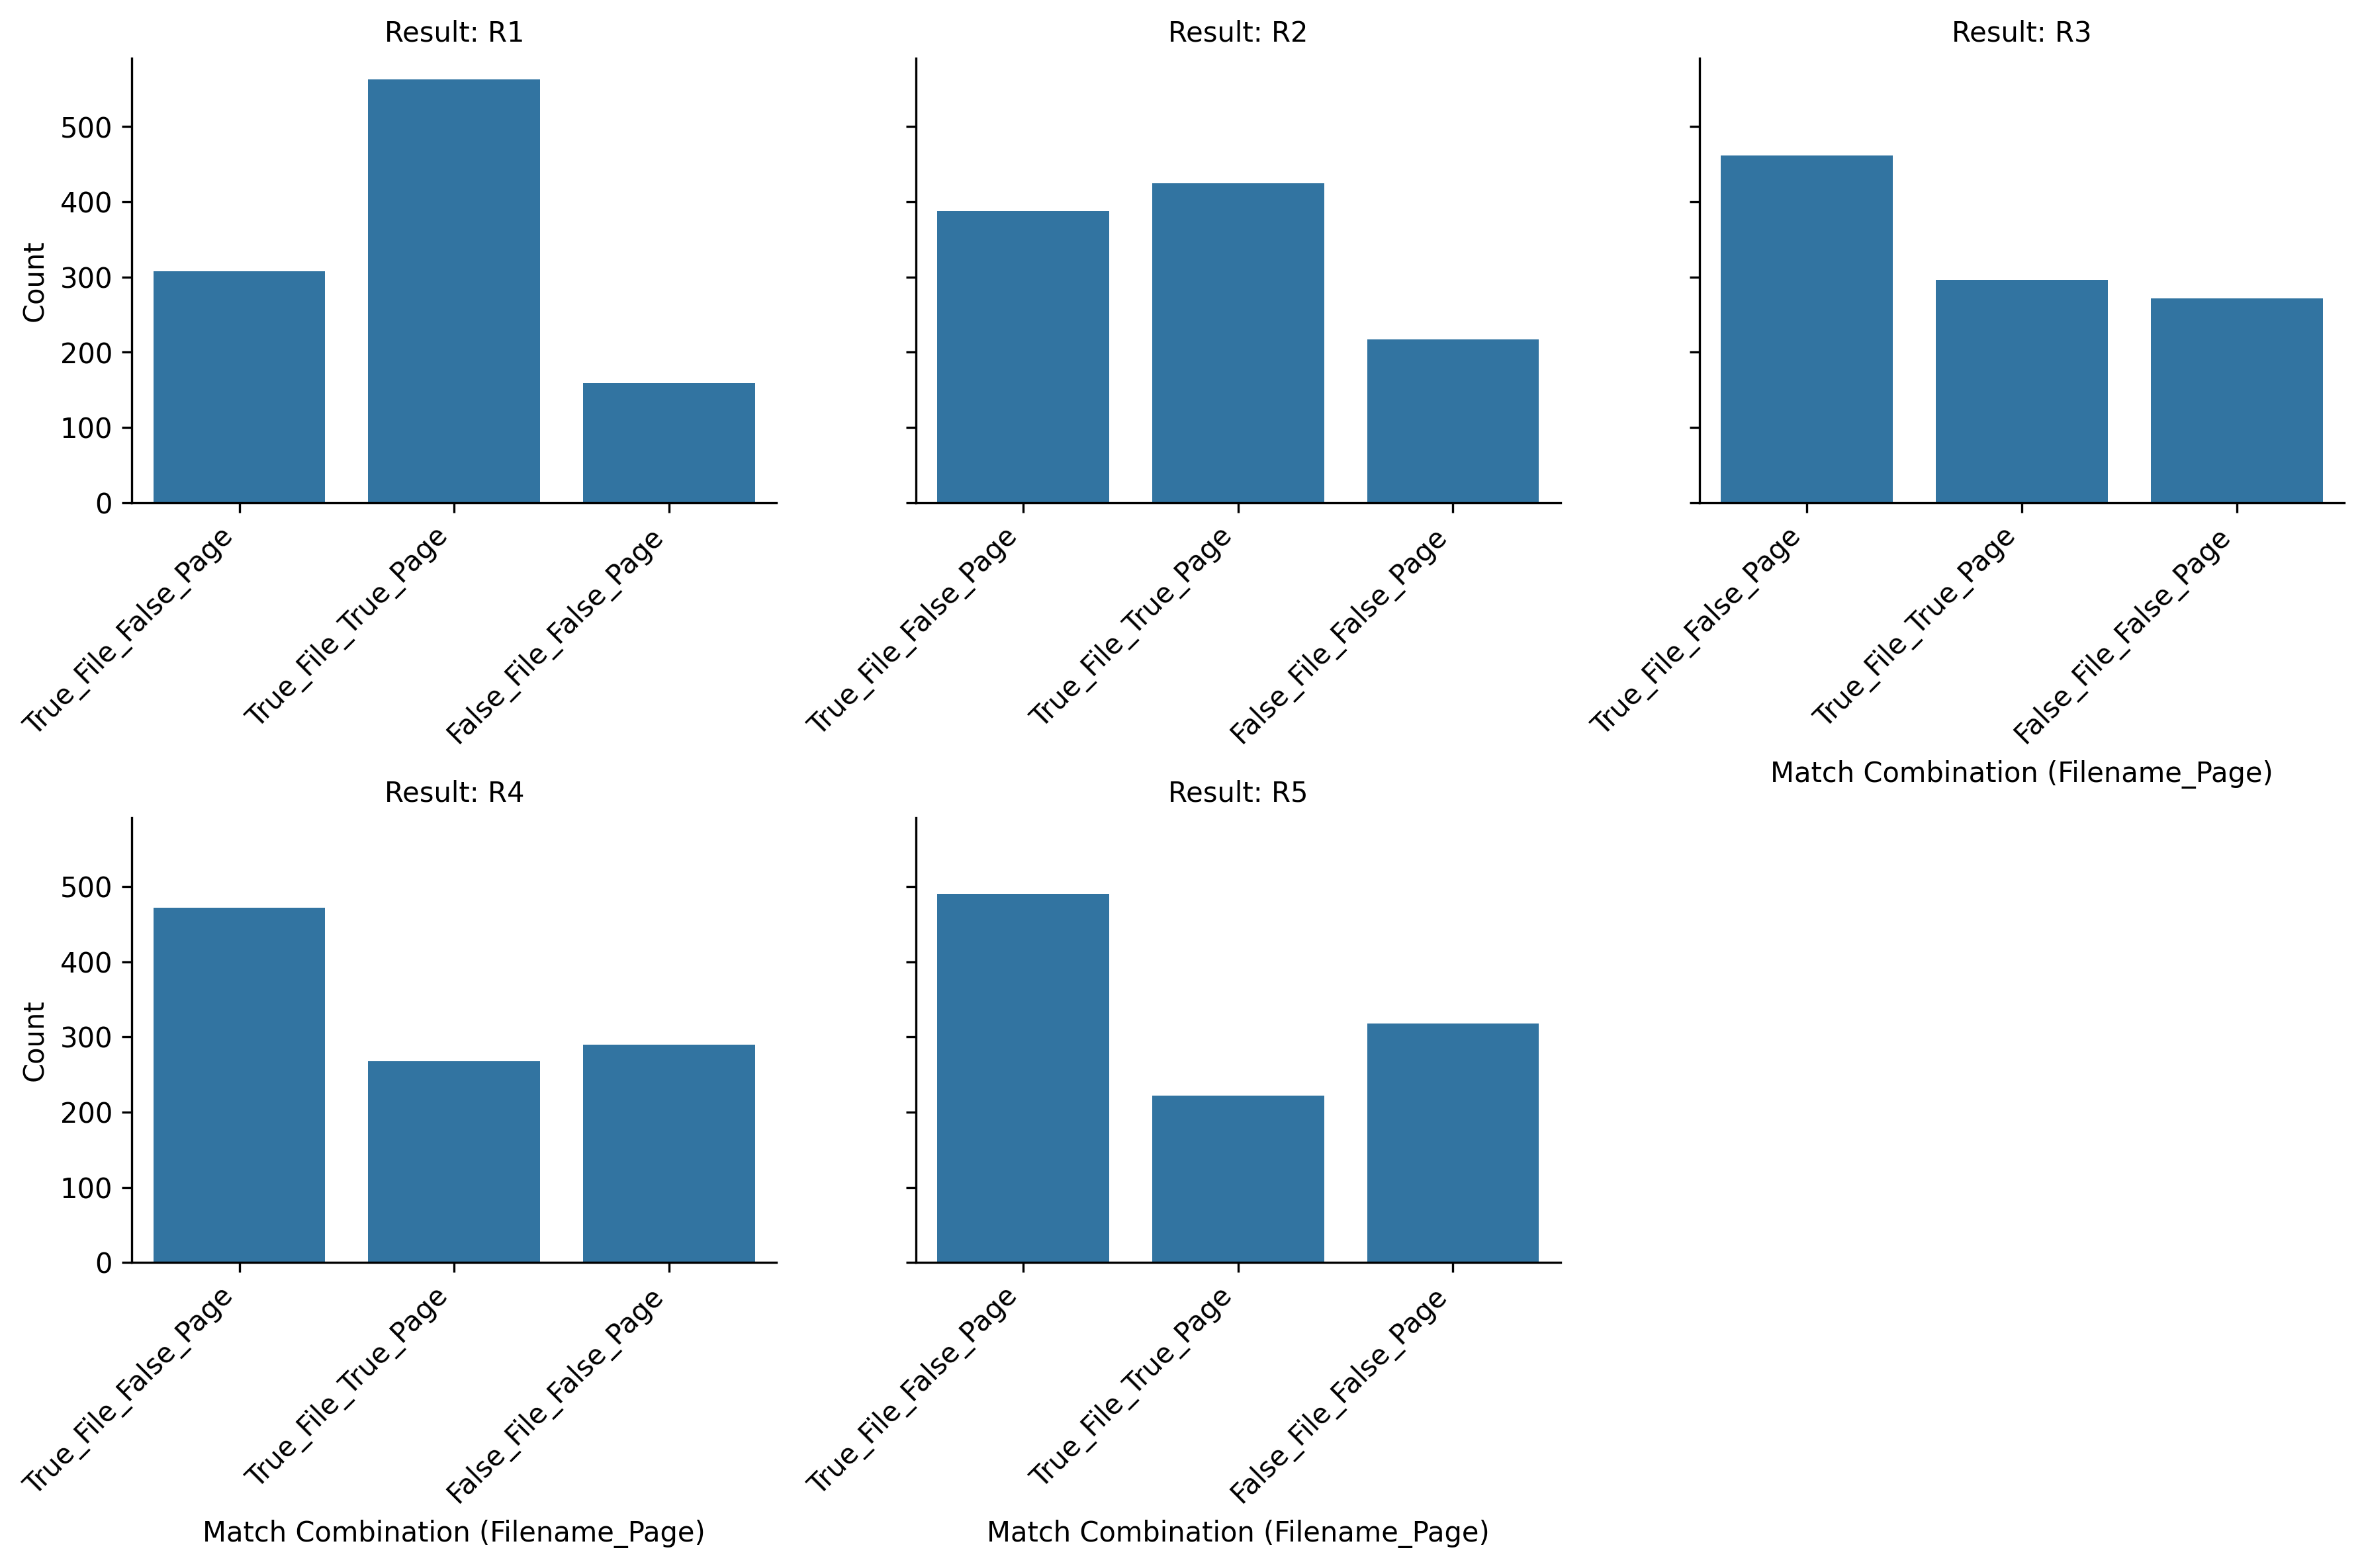 Result: R1
Result: R2
Result: R3
Count
500
400
300
200
100
0
True_File_False_Page
True_File_True_Page
False_File_False_Page
True_File_False_Page
True_File_True_Page
False_File_False_Page
True_File_False_Page
True_File_True_Page
False_File_False_Page
Match Combination (Filename_Page)
Result: R4
Result: R5
Count
500
400
300
200
100
0
True_File_False_Page
True_File_True_Page
False_File_False_Page
True_File_False_Page
True_File_True_Page
False_File_False_Page
Match Combination (Filename_Page)
Match Combination (Filename_Page)